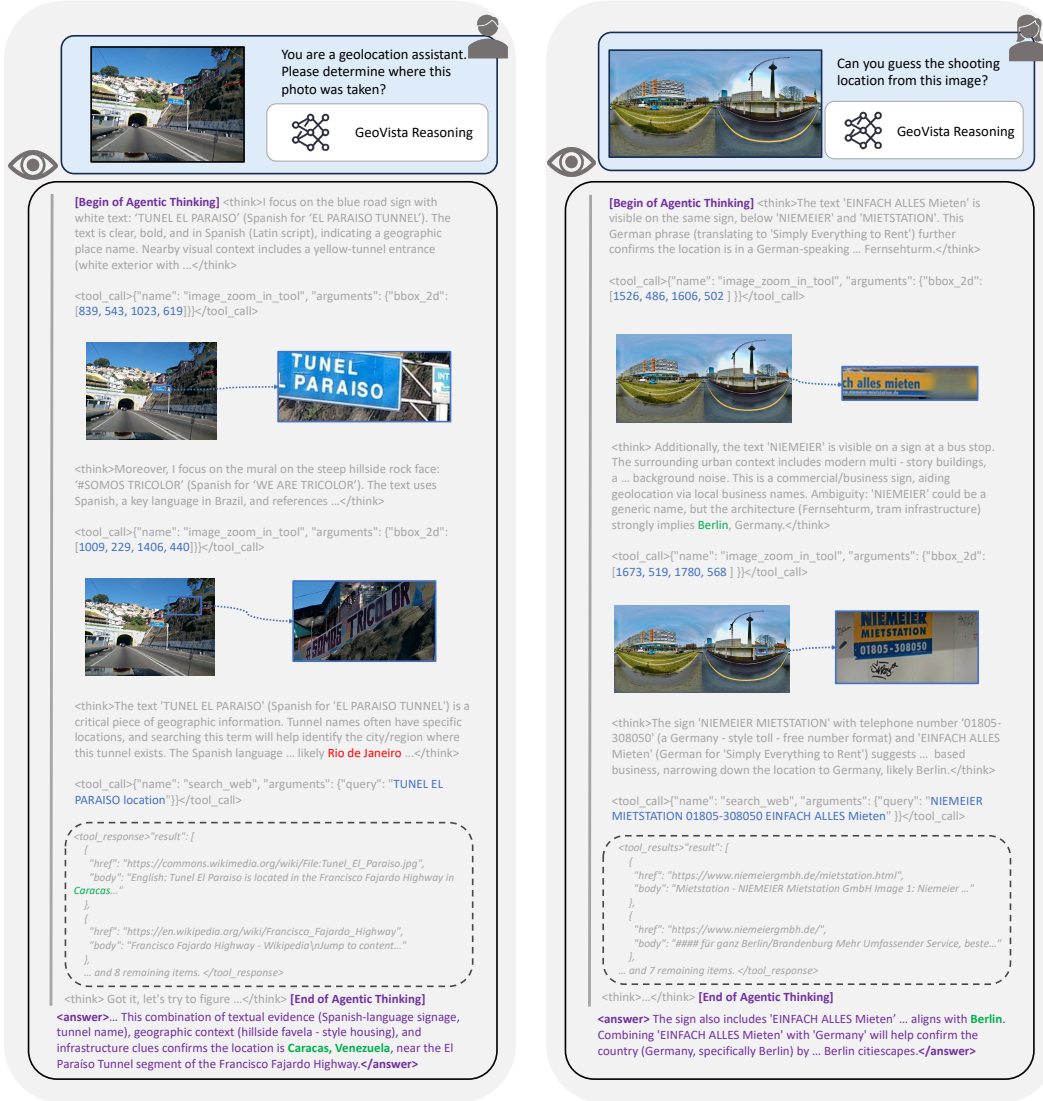 You are a geolocation assistant.
Please determine where this
photo was taken?
GeoVista Reasoning
[Begin of Agentic Thinking] <think>I focus on the blue road sign with
white text: ‘TUNEL EL PARAISO’ (Spanish for ‘EL PARAISO TUNNEL’). The
text is clear, bold, and in Spanish (Latin script), indicating a geographic
place name. Nearby visual context includes a yellow-tunnel entrance
(white exterior with ...</think>
<tool_call>{"name": "image_zoom_in_tool", "arguments": {"bbox_2d":
[839, 543, 1023, 619]}}</tool_call>
TUNEL
L PARAISO
INT
<think>Moreover, I focus on the mural on the steep hillside rock face:
‘#SOMOS TRICOLOR’ (Spanish for ‘WE ARE TRICOLOR’). The text uses
Spanish, a key language in Brazil, and references ...</think>
<tool_call>{"name": "image_zoom_in_tool", "arguments": {"bbox_2d":
[1009, 229, 1406, 440]}}</tool_call>
#SOMOS TRICOLOR
<think>The text 'TUNEL EL PARAISO' (Spanish for 'EL PARAISO TUNNEL') is a
critical piece of geographic information. Tunnel names often have specific
locations, and searching this term will help identify the city/region where
this tunnel exists. The Spanish language ... likely Rio de Janeiro ...</think>
<tool_call>{"name": "search_web", "arguments": {"query": "TUNEL EL
PARAISO location"}}</tool_call>
<tool_response>"result": [
{
"href": "https://commons.wikimedia.org/wiki/File:Tunel_El_Paraiso.jpg",
"body": "English: Tunel El Paraiso is located in the Francisco Fajardo Highway in
Caracas..."
],
{
"href": "https://en.wikipedia.org/wiki/Francisco_Fajardo_Highway",
"body": "Francisco Fajardo Highway - Wikipedia\nJump to content..."
],
... and 8 remaining items. </tool_response>
<think> Got it, let's try to figure ...</think> [End of Agentic Thinking]
<answer>... This combination of textual evidence (Spanish-language signage,
tunnel name), geographic context (hillside favela - style housing), and
infrastructure clues confirms the location is Caracas, Venezuela, near the El
Paraíso Tunnel segment of the Francisco Fajardo Highway.</answer>
Can you guess the shooting
location from this image?
GeoVista Reasoning
[Begin of Agentic Thinking] <think>The text 'EINFACH ALLES Mieten' is
visible on the same sign, below 'NIEMEIER' and 'MIETSTATION'. This
German phrase (translating to 'Simply Everything to Rent') further
confirms the location is in a German-speaking ... Fernsehturm.</think>
<tool_call>{"name": "image_zoom_in_tool", "arguments": {"bbox_2d":
[1526, 486, 1606, 502 ] }}</tool_call>
ch alles mieten
<think> Additionally, the text 'NIEMEIER' is visible on a sign at a bus stop.
The surrounding urban context includes modern multi - story buildings,
a ... background noise. This is a commercial/business sign, aiding
geolocation via local business names. Ambiguity: 'NIEMEIER' could be a
generic name, but the architecture (Fernsehturm, tram infrastructure)
strongly implies Berlin, Germany.</think>
<tool_call>{"name": "image_zoom_in_tool", "arguments": {"bbox_2d":
[1673, 519, 1780, 568 ] }}</tool_call>
NIEMEIER
MIETSTATION
01805-308050
<think>The sign 'NIEMEIER MIETSTATION' with telephone number '01805-
308050' (a Germany - style toll - free number format) and 'EINFACH ALLES
Mieten' (German for 'Simply Everything to Rent') suggests ... based
business, narrowing down the location to Germany, likely Berlin.</think>
<tool_call>{"name": "search_web", "arguments": {"query": "NIEMEIER
MIETSTATION 01805-308050 EINFACH ALLES Mieten" }}</tool_call>
<tool_results>"result": [
{
"href": "https://www.niemeiergmbh.de/mietstation.html",
"body": "Mietstation - NIEMEIER Mietstation GmbH Image 1: Niemeier ..."
],
{
"href": "https://www.niemeiergmbh.de/",
"body": "#### für ganz Berlin/Brandenburg Mehr Umfassender Service, beste..."
],
... and 7 remaining items. </tool_response>
<think>...</think> [End of Agentic Thinking]
<answer> The sign also includes 'EINFACH ALLES Mieten’ ... aligns with Berlin.
Combining 'EINFACH ALLES Mieten' with 'Germany' will help confirm the
country (Germany, specifically Berlin) by ... Berlin citiescapes.</answer>